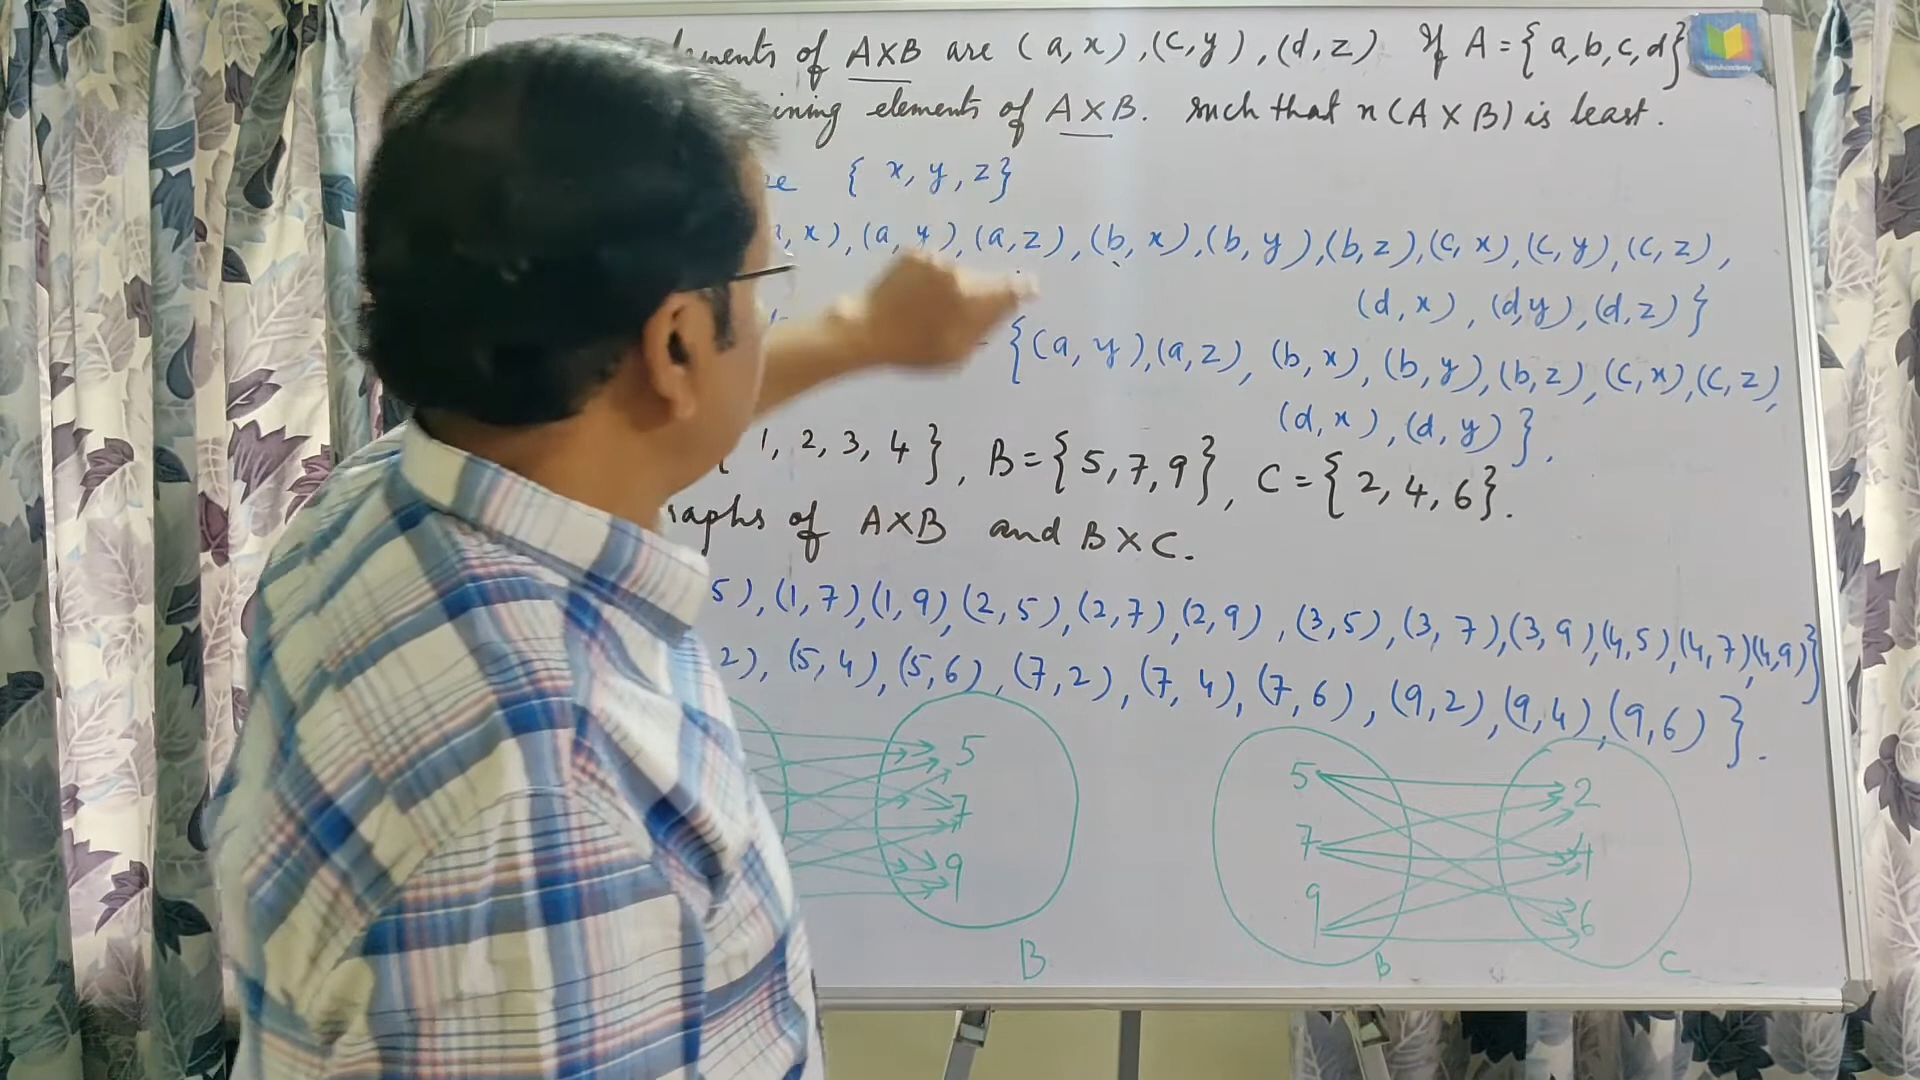 of A×B are (a,x), (c,y), (d,z) If A = {a,b,c,d}
elements of A×B. such that n(A×B) is least.
{x, y, z}
, x), (a, y), (a,z), (b, x), (b, y), (b, z), (c, x), (c, y), (c, z),
(d, x), (d,y), (d,z)}
{(a, y), (a, z), (b, x), (b, y), (b, z), (c, x), (c, z),
(d, x), (d, y)}.
1, 2, 3, 4}, B = {5, 7, 9}, C = {2, 4, 6}.
of A×B and B×C.
5), (1, 7), (1, 9), (2, 5), (2, 7), (2, 9), (3, 5), (3, 7), (3, 9), (4, 5), (4, 7), (4, 9)}
2), (5, 4), (5, 6), (7, 2), (7, 4), (7, 6), (9, 2), (9, 4), (9, 6)}.
5
7
9
B
5
7
9
B
2
4
6
C